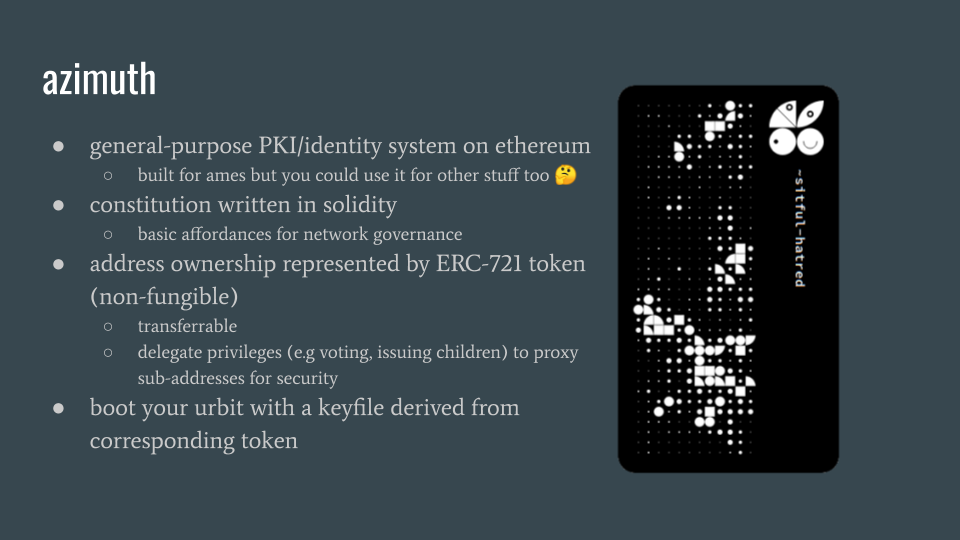 azimuth
● general-purpose PKI/identity system on ethereum
○ built for ames but you could use it for other stuff too 🤔
● constitution written in solidity
○ basic affordances for network governance
● address ownership represented by ERC-721 token
(non-fungible)
○ transferrable
○ delegate privileges (e.g voting, issuing children) to proxy
sub-addresses for security
● boot your urbit with a keyfile derived from
corresponding token
~sitful-hatred